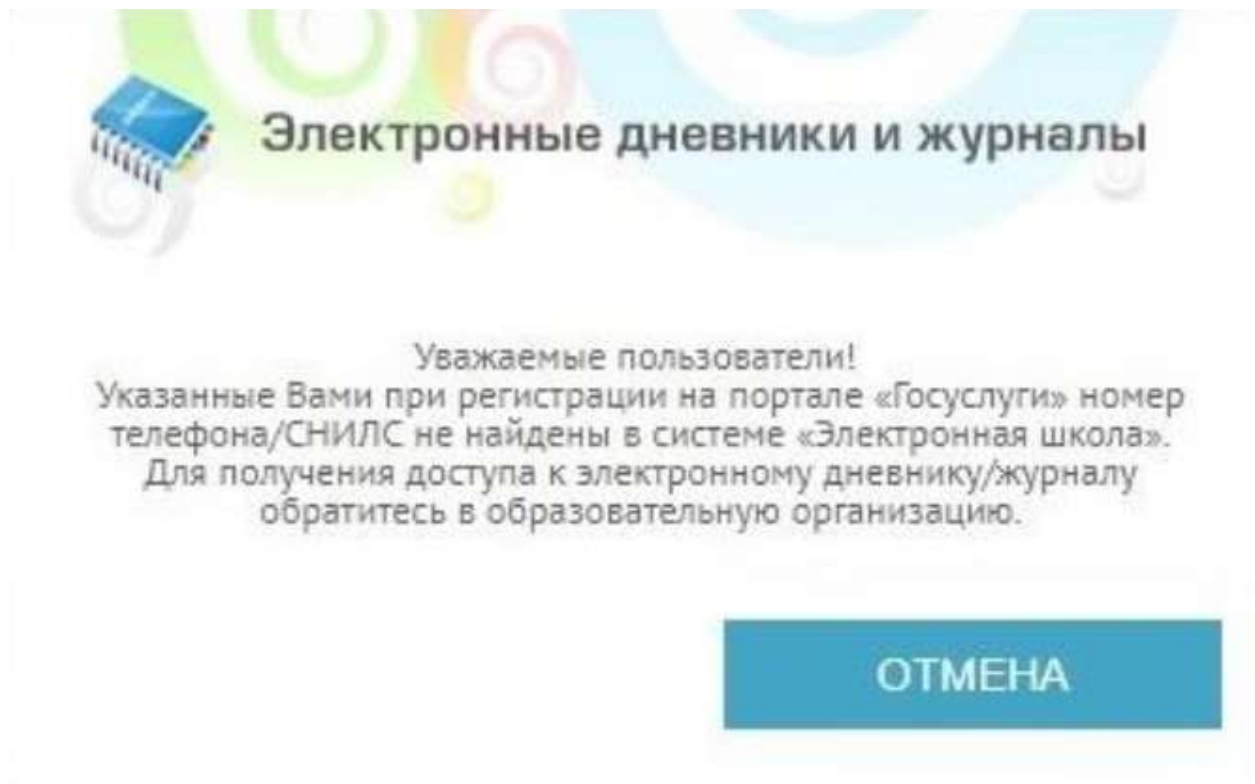 Электронные дневники и журналы
Уважаемые пользователи!
Указанные Вами при регистрации на портале «Госуслуги» номер
телефона/СНИЛС не найдены в системе «Электронная школа».
Для получения доступа к электронному дневнику/журналу
обратитесь в образовательную организацию.
ОТМЕНА